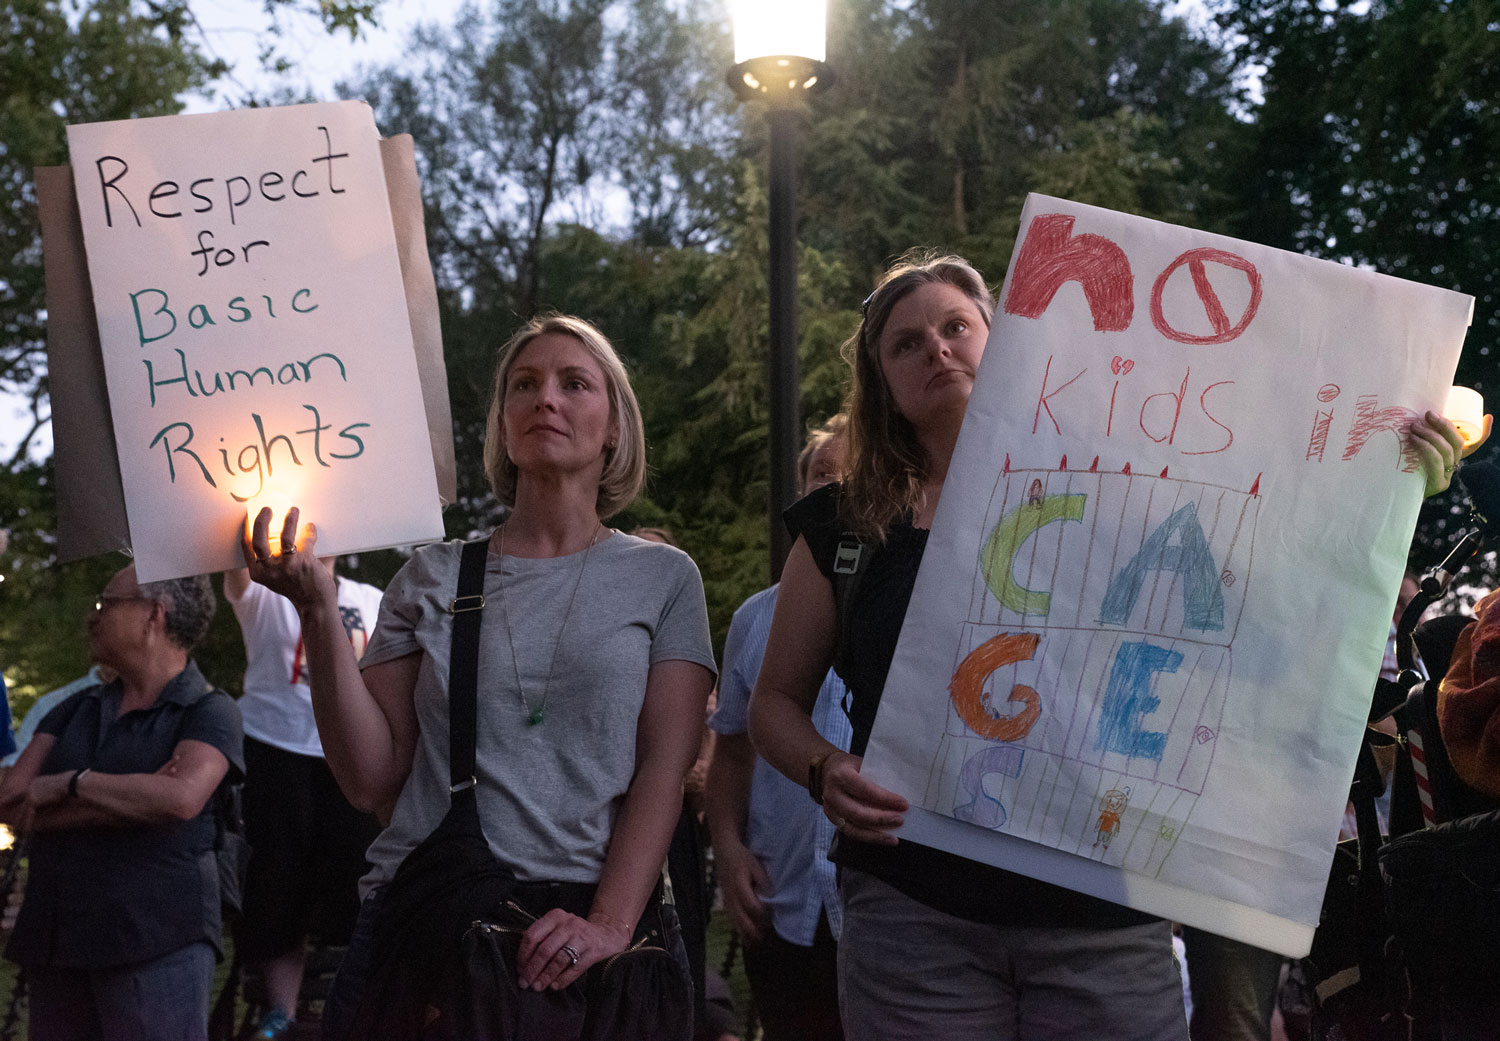 Respect
for
Basic
Human
Rights
no
kids in
CAGES